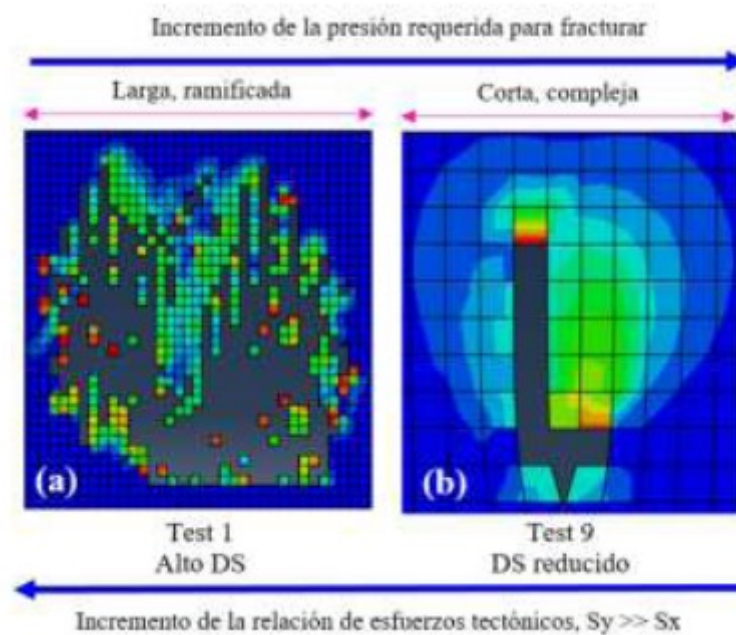 Incremento de la presión requerida para fracturar
Larga, ramificada
Corta, compleja
(a)
(b)
Test 1
Alto DS
Test 9
DS reducido
Incremento de la relación de esfuerzos tectónicos, Sy >> Sx